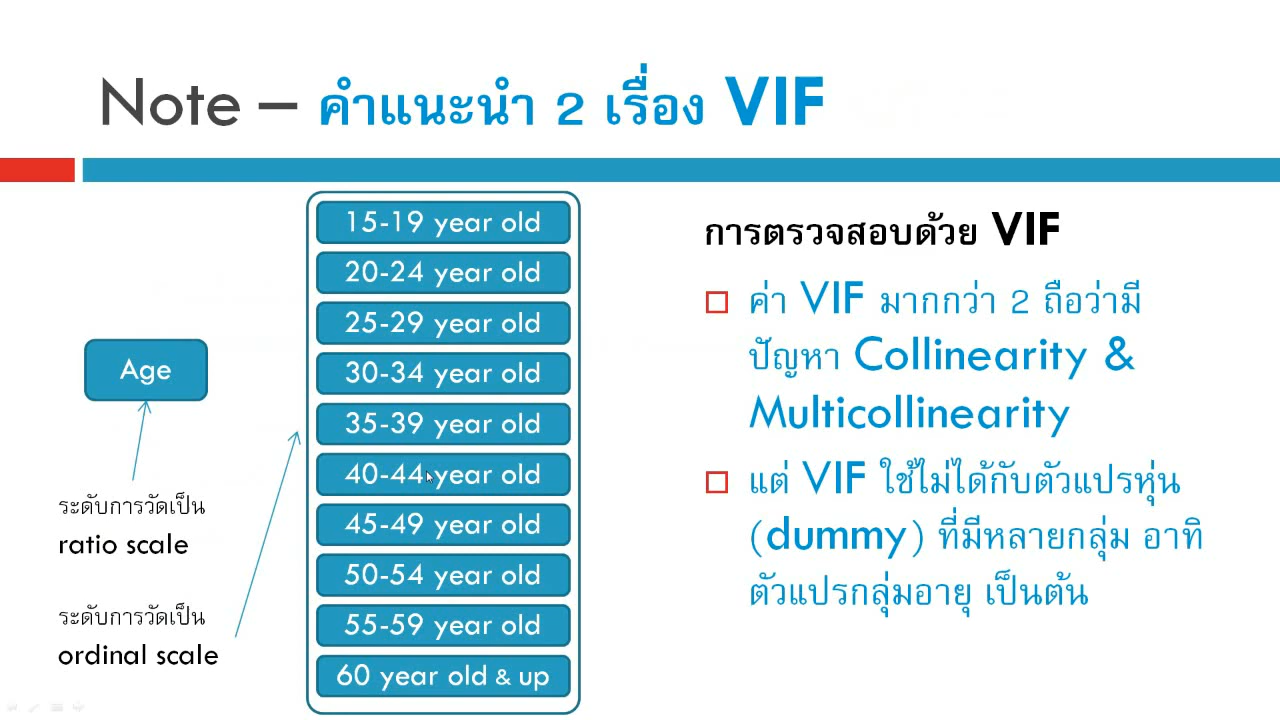 Note – คำแนะนำ 2 เรื่อง VIF
Age
ระดับการวัดเป็น
ratio scale
ระดับการวัดเป็น
ordinal scale
15-19 year old
20-24 year old
25-29 year old
30-34 year old
35-39 year old
40-44 year old
45-49 year old
50-54 year old
55-59 year old
60 year old & up
การตรวจสอบด้วย VIF
ค่า VIF มากกว่า 2 ถือว่ามี
ปัญหา Collinearity &
Multicollinearity
แต่ VIF ใช้ไม่ได้กับตัวแปรหุ่น
(dummy) ที่มีหลายกลุ่ม อาทิ
ตัวแปรกลุ่มอายุ เป็นต้น